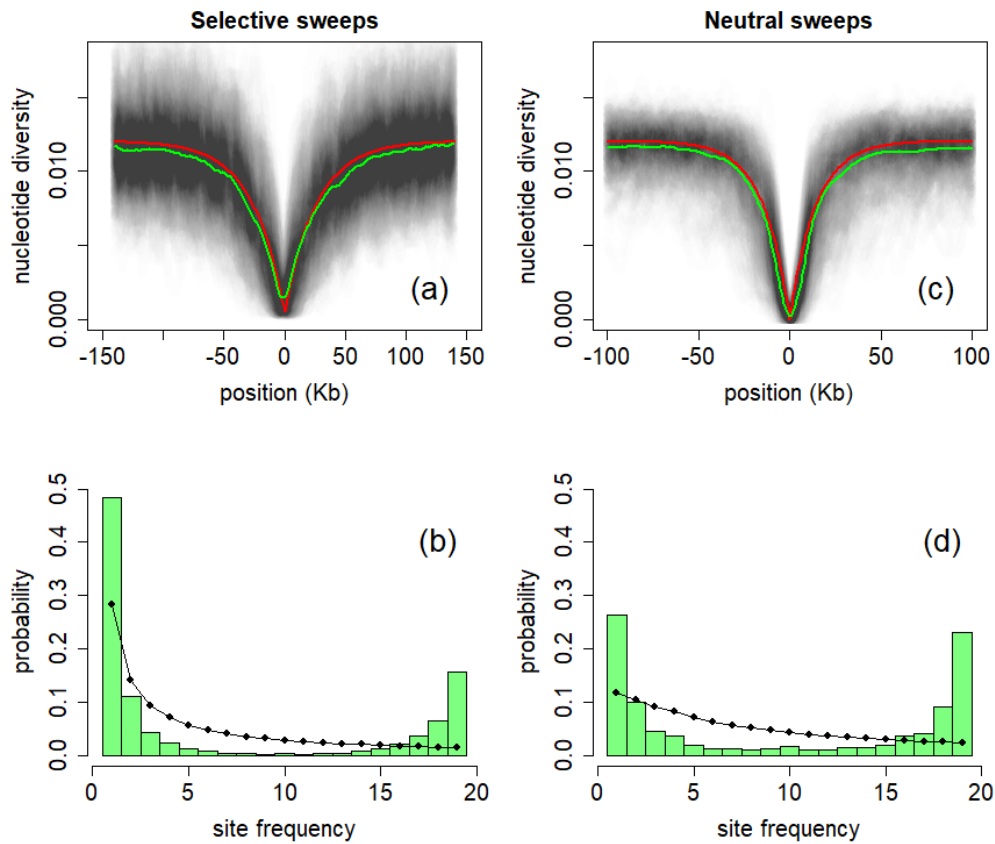 Selective sweeps
nucleotide diversity
0.010
0.000
(a)
-150
-50
0
50
100
150
position (Kb)
Neutral sweeps
nucleotide diversity
0.010
0.000
(c)
-100
-50
0
50
100
position (Kb)
probability
0.5
0.4
0.3
0.2
0.1
0.0
(b)
0
5
10
15
20
site frequency
probability
0.5
0.4
0.3
0.2
0.1
0.0
(d)
0
5
10
15
20
site frequency